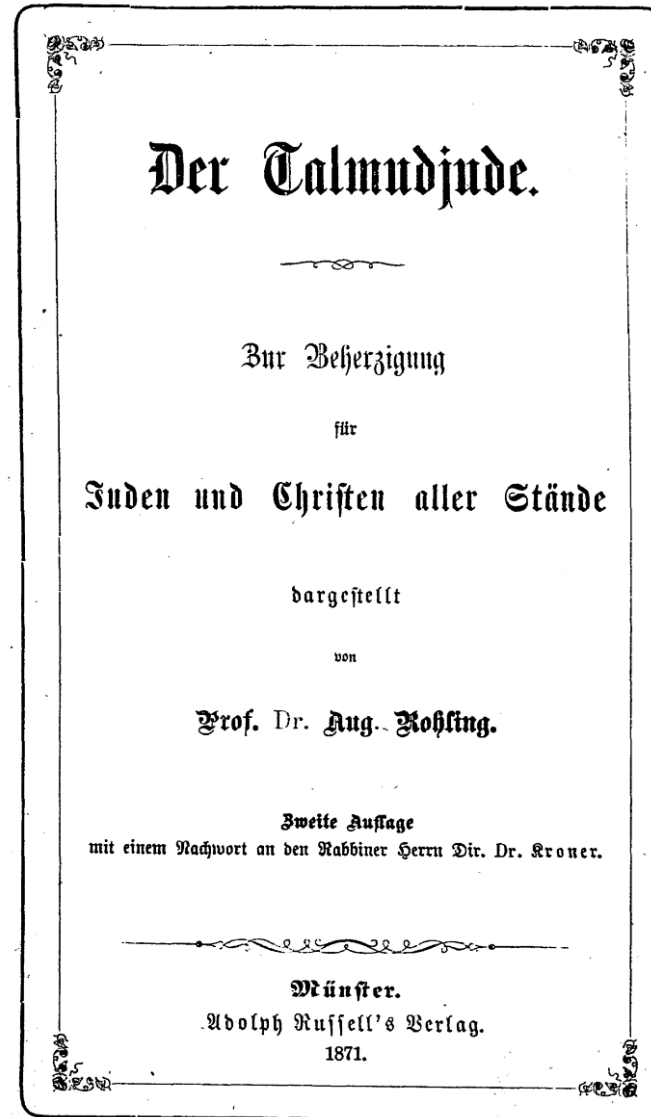 Der Talmudjude.
Zur Beherzigung
für
Juden und Christen aller Stände
dargestellt
von
Prof. Dr. Aug. Rohling.
Zweite Auflage
mit einem Nachwort an den Rabbiner Herrn Dir. Dr. Kroner.
Münster.
Adolph Russell's Verlag.
1871.